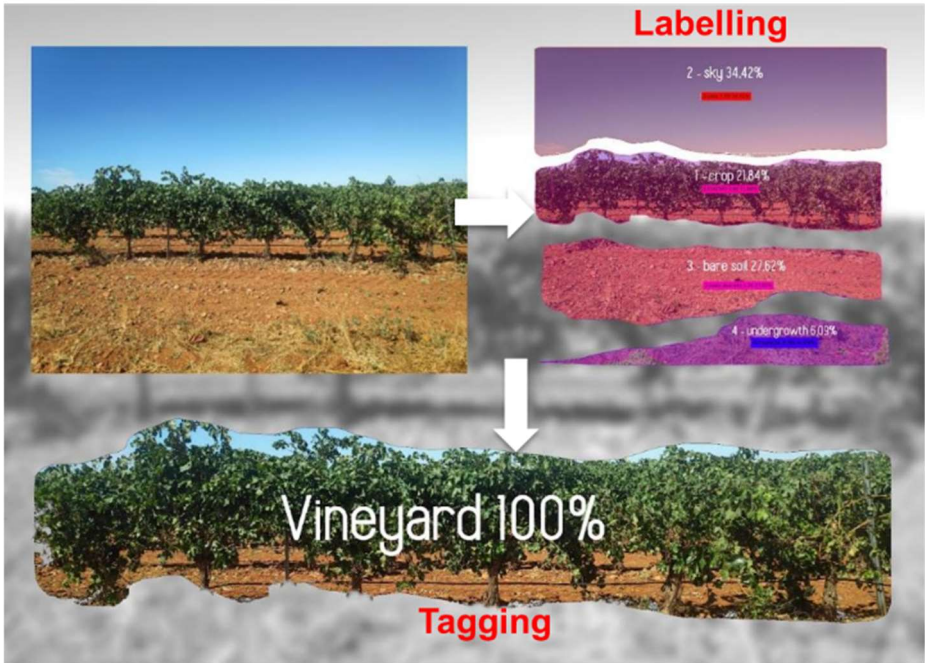 Labelling
2 - sky 34.42%
1 - crop 21.84%
3 - bare soil 27.62%
4 - undergrowth 6.09%
Vineyard 100%
Tagging